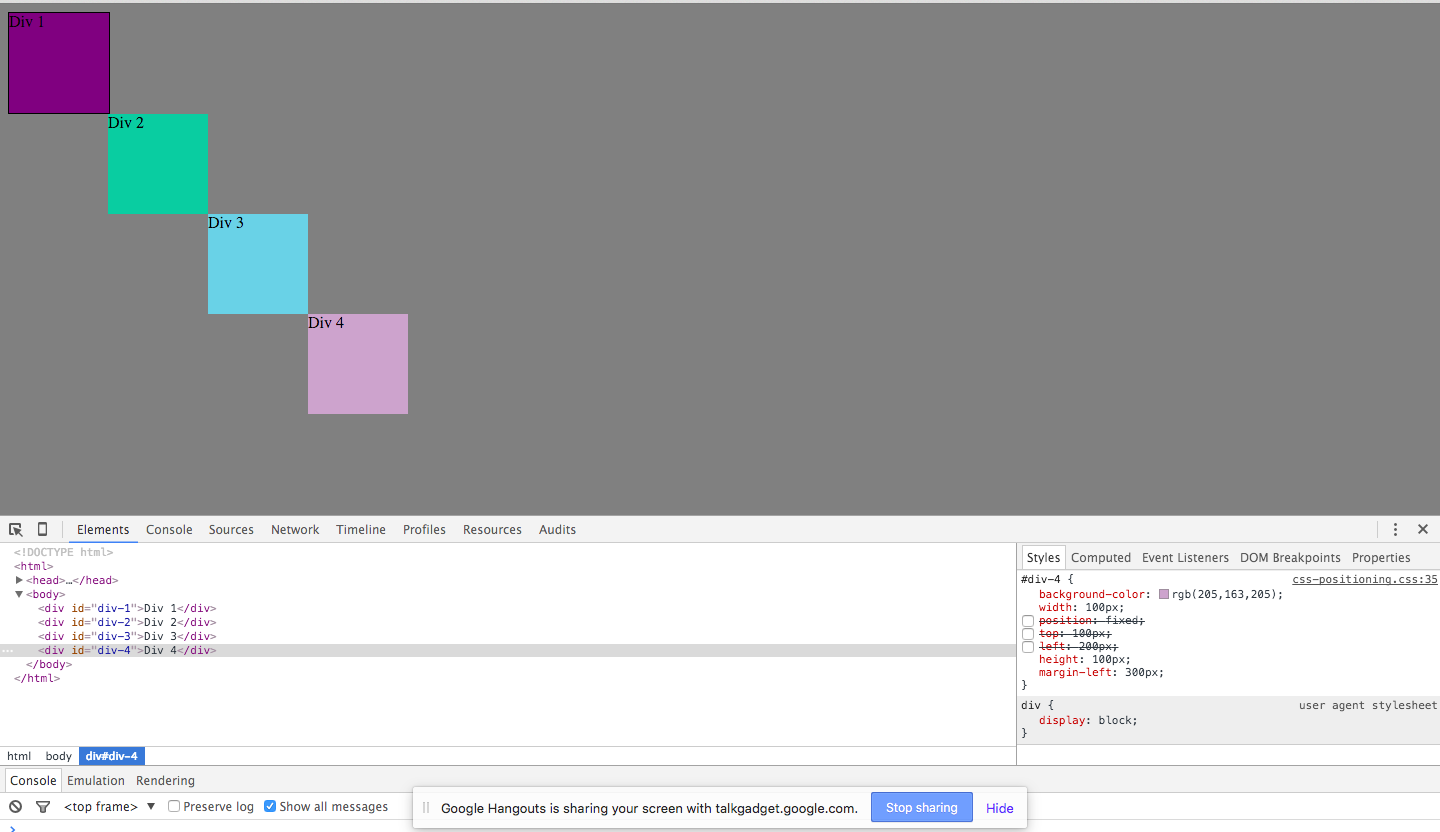 Div 1
Div 2
Div 3
Div 4
Elements Console Sources Network Timeline Profiles Resources Audits
<!DOCTYPE html>
<html>
<head>…</head>
<body>
<div id="div-1">Div 1</div>
<div id="div-2">Div 2</div>
<div id="div-3">Div 3</div>
... <div id="div-4">Div 4</div>
</body>
</html>
html body div#div-4
Styles Computed Event Listeners DOM Breakpoints Properties
#div-4 { css-positioning.css:35
background-color: rgb(205,163,205);
width: 100px;
position: fixed;
top: 100px;
left: 200px;
height: 100px;
margin-left: 300px;
}
div { user agent stylesheet
display: block;
}
Console Emulation Rendering
<top frame> ▼ Preserve log Show all messages
Google Hangouts is sharing your screen with talkgadget.google.com. Stop sharing Hide